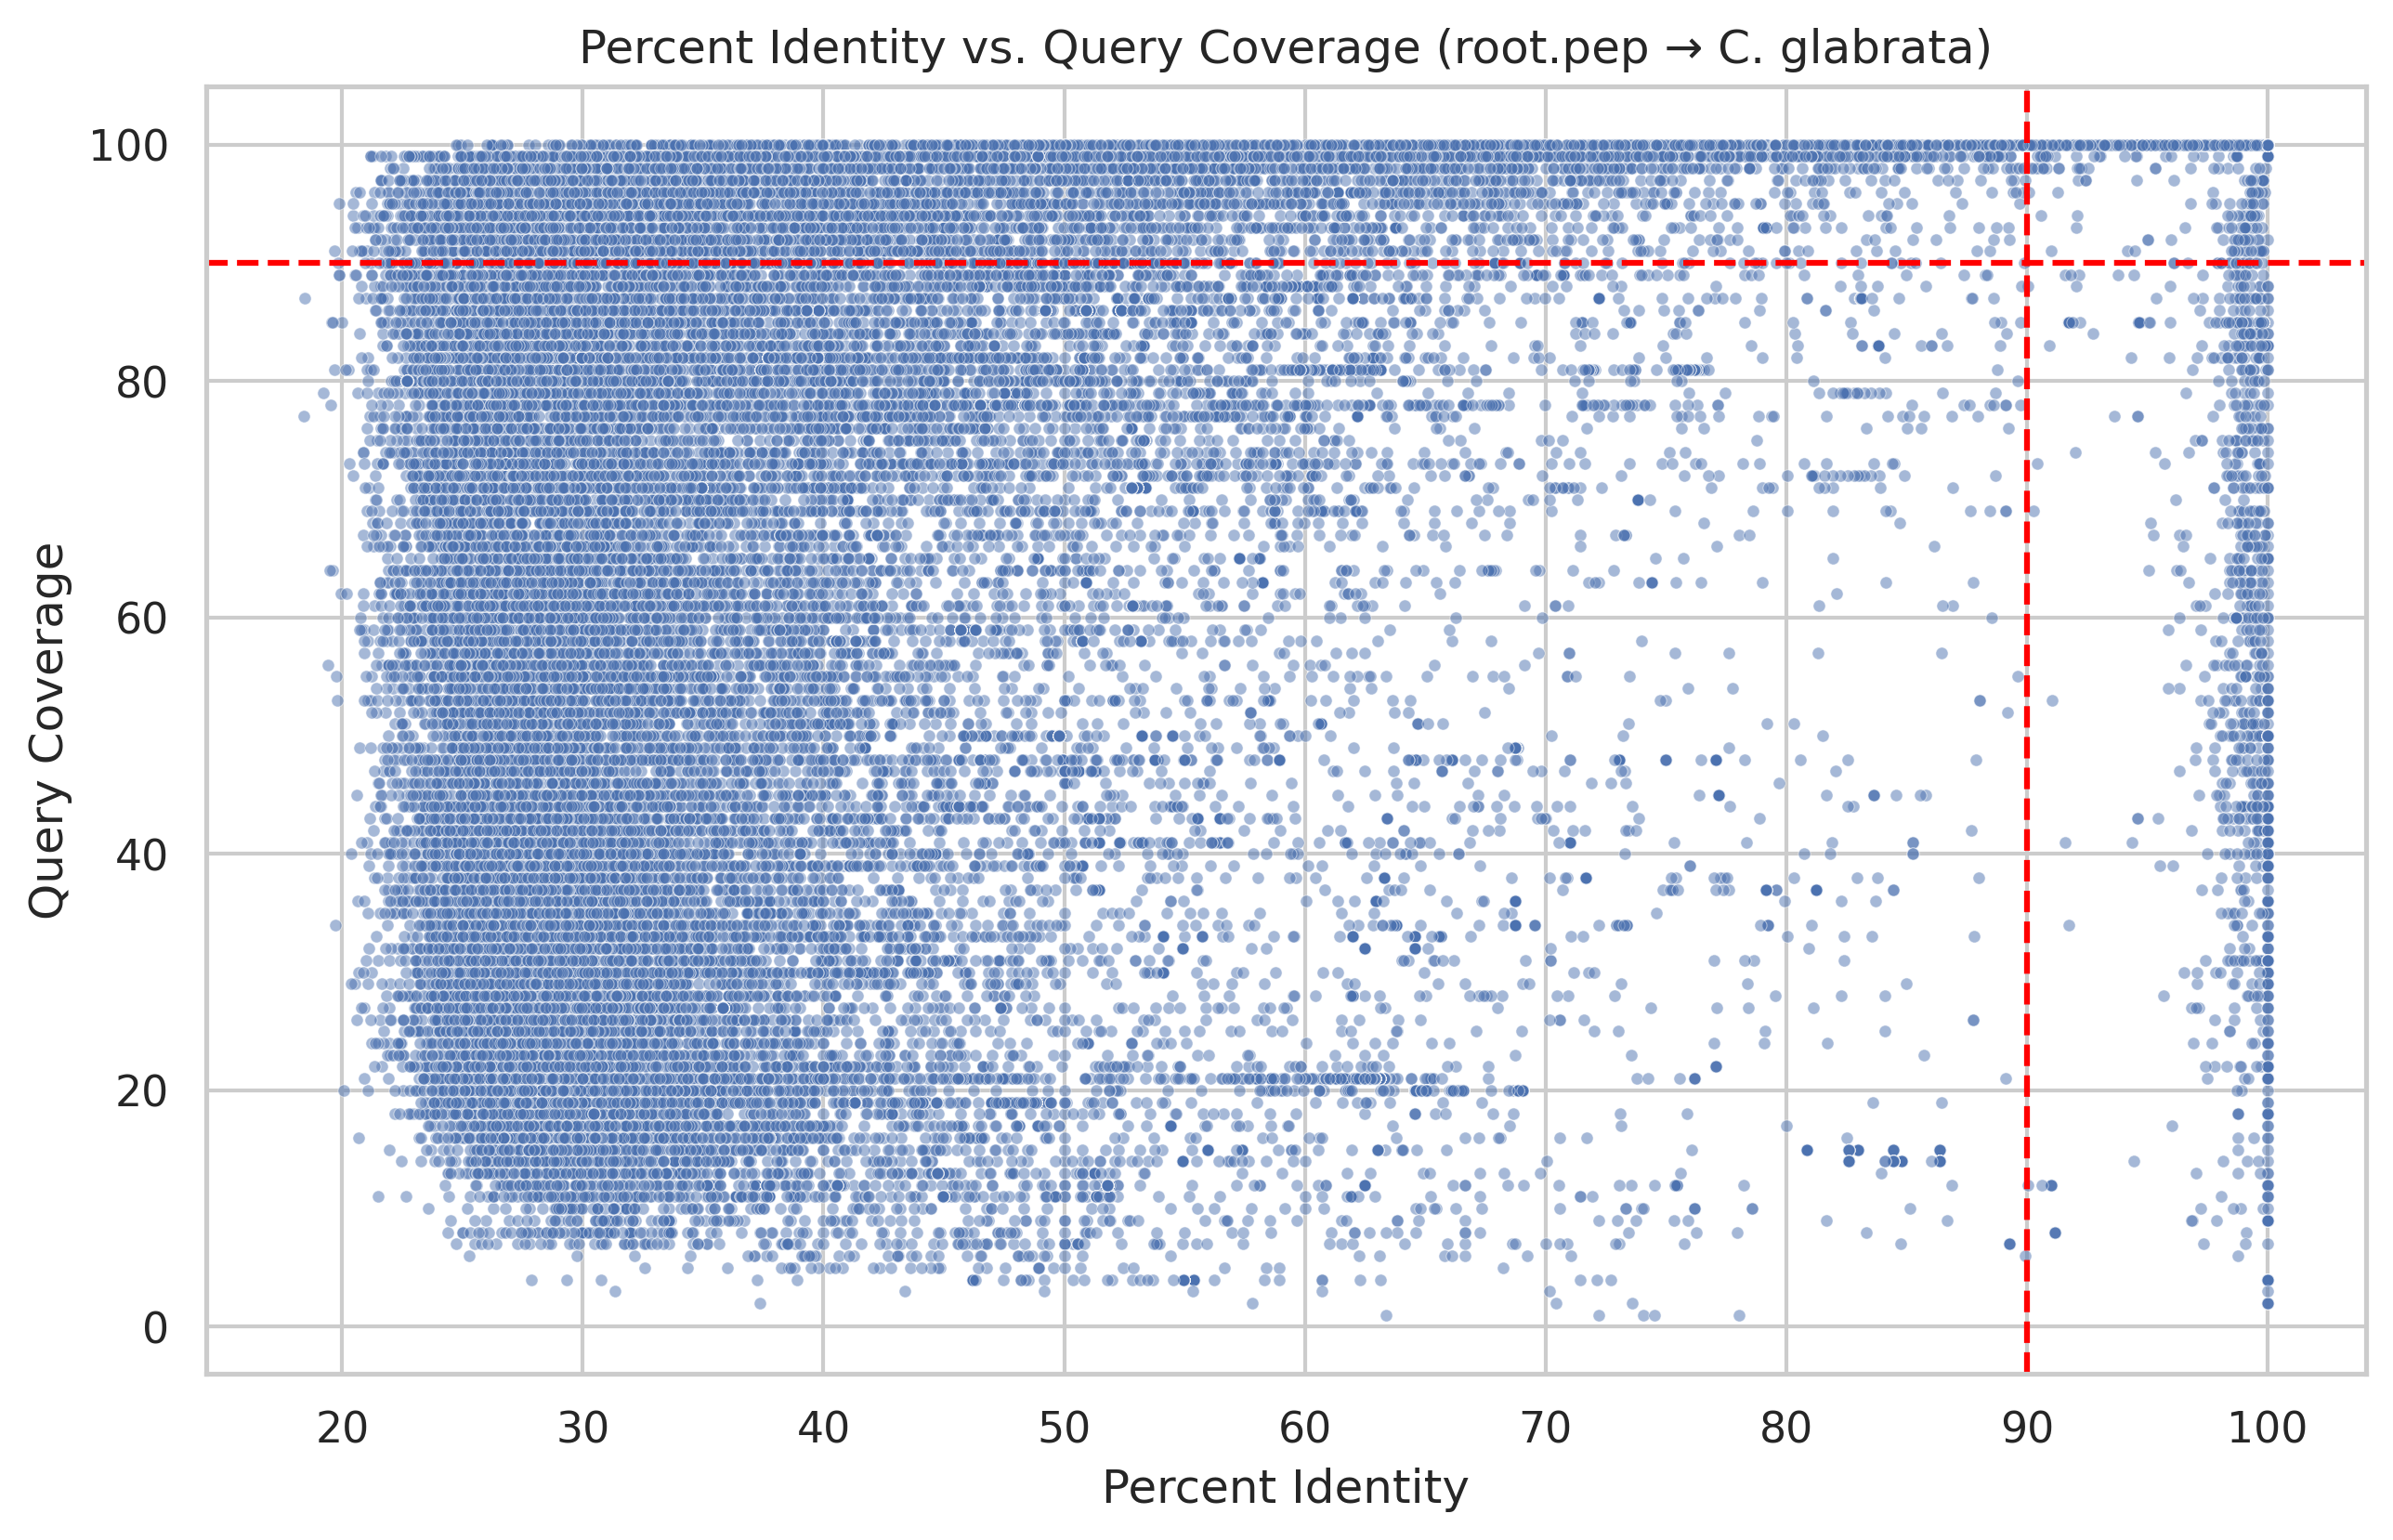 Percent Identity vs. Query Coverage (root.pep → C. glabrata)
Query Coverage
100
80
60
40
20
0
20 30 40 50 60 70 80 90 100
Percent Identity